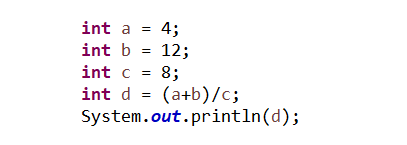 int a = 4;
int b = 12;
int c = 8;
int d = (a+b)/c;
System.out.println(d);